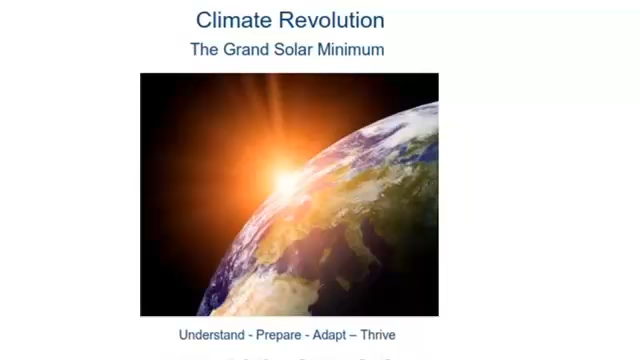 Climate Revolution
The Grand Solar Minimum
Understand - Prepare - Adapt – Thrive